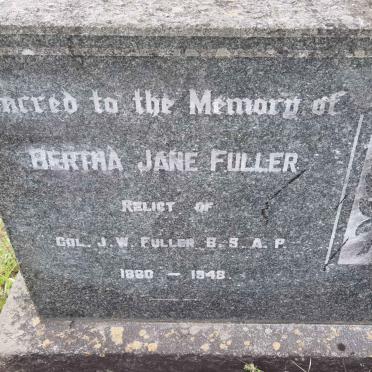 Sacred to the Memory of
BERTHA JANE FULLER
RELICT OF
COL. J. W. FULLER. B. S. A. P.
1880 — 1948.